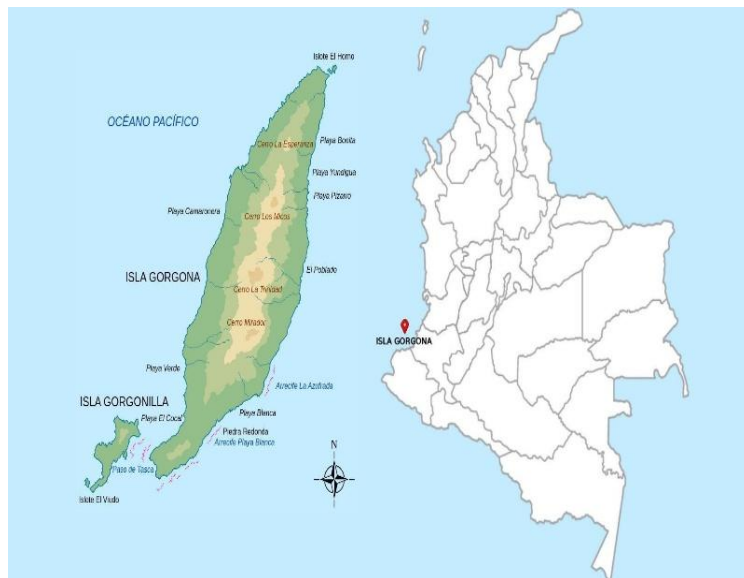 Islote El Horno
OCÉANO PACÍFICO
Cerro La Esperanza
Playa Bonita
Playa Yundigua
Playa Pizarro
Playa Camaronera
Cerro Los Micos
El Poblado
ISLA GORGONA
Cerro La Trinidad
Cerro Mirador
ISLA GORGONA
Playa Verde
Arrecife La Azufrada
ISLA GORGONILLA
Playa El Cocal
Playa Blanca
Piedra Redonda
Arrecife Playa Blanca
N
Paso de Tasca
Islote El Viudo